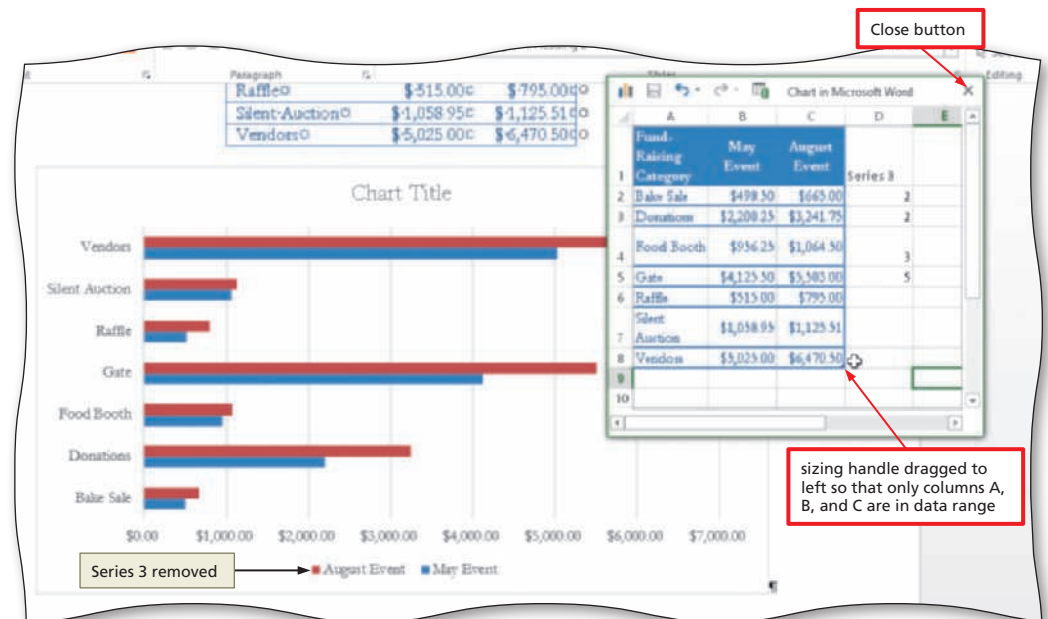 Close button
Paragraph
Styles
Editing
Raffle¤ $·515.00¤ $·795.00¤¤
Silent·Auction¤ $·1,058.95¤ $·1,125.51¤¤
Vendors¤ $·5,025.00¤ $·6,470.50¤¤
Chart in Microsoft Word
A B C D E
1 Fund-Raising Category May Event August Event Series 3
2 Bake Sale $498.50 $665.00 2
3 Donations $2,208.25 $3,241.75 2
4 Food Booth $956.25 $1,064.50 3
5 Gate $4,125.50 $5,505.00 5
6 Raffle $515.00 $795.00
7 Silent Auction $1,058.95 $1,125.51
8 Vendors $5,025.00 $6,470.50
9
10
Chart Title
Vendors
Silent Auction
Raffle
Gate
Food Booth
Donations
Bake Sale
$0.00 $1,000.00 $2,000.00 $3,000.00 $4,000.00 $5,000.00 $6,000.00 $7,000.00
August Event May Event
Series 3 removed
sizing handle dragged to
left so that only columns A,
B, and C are in data range